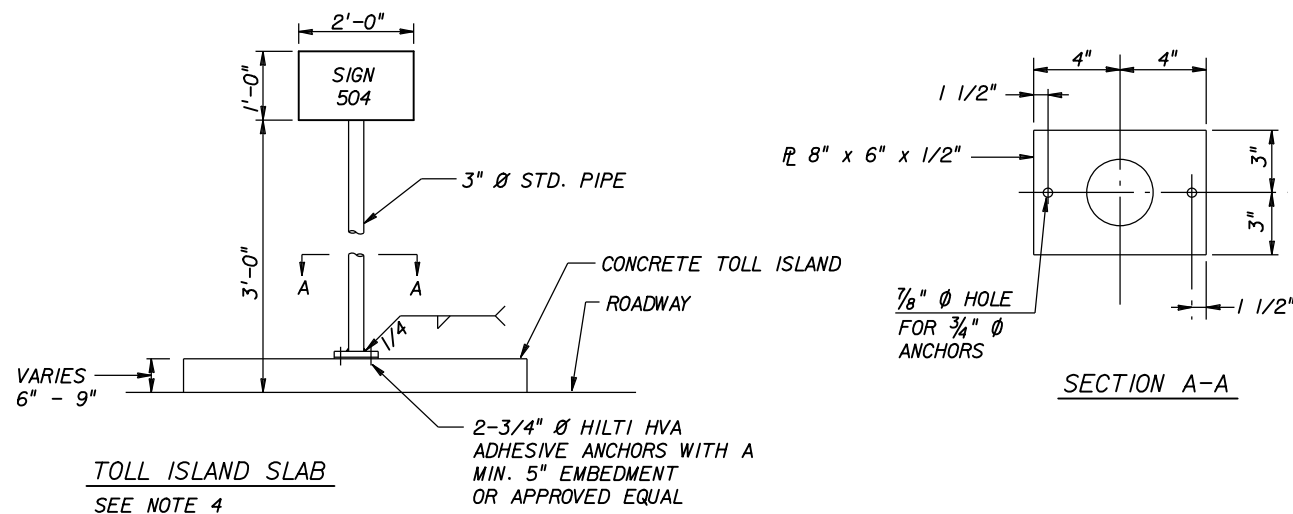 2'-0"
SIGN
504
1'-0"
3'-0"
3" Ø STD. PIPE
A
A
CONCRETE TOLL ISLAND
ROADWAY
1/4
VARIES
6" - 9"
2-3/4" Ø HILTI HVA
ADHESIVE ANCHORS WITH A
MIN. 5" EMBEDMENT
OR APPROVED EQUAL
TOLL ISLAND SLAB
SEE NOTE 4
4"
4"
1 1/2"
PL 8" x 6" x 1/2"
3"
3"
7/8" Ø HOLE
FOR 3/4" Ø
ANCHORS
1 1/2"
SECTION A-A